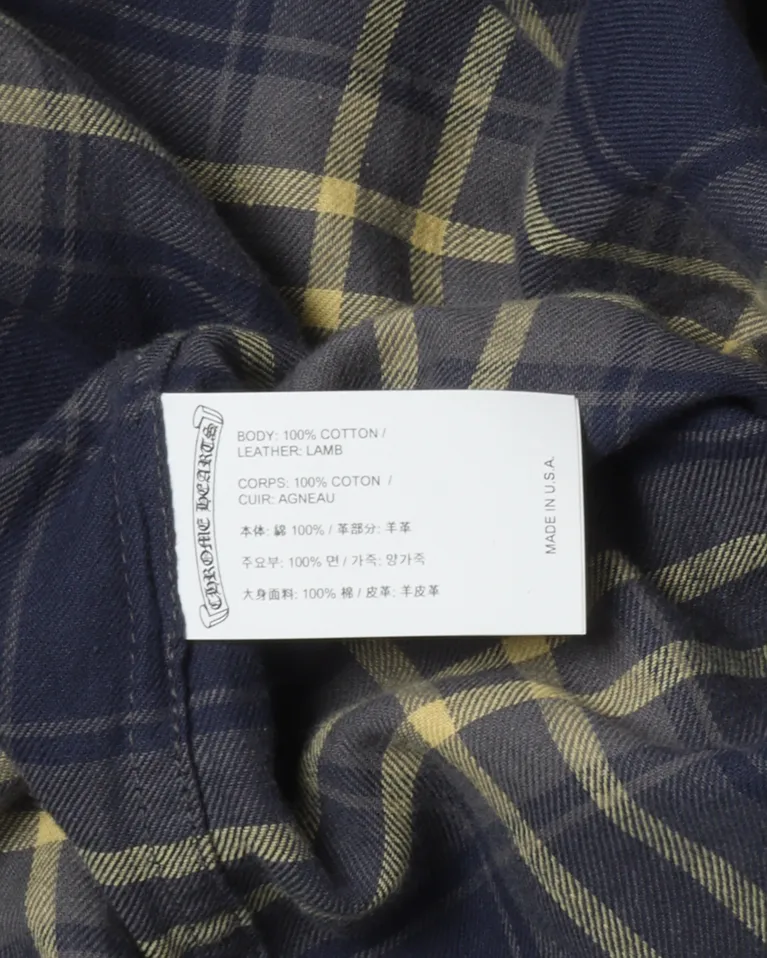 CHROME HEARTS
BODY: 100% COTTON /
LEATHER: LAMB
CORPS: 100% COTON /
CUIR: AGNEAU
本体: 綿 100% / 革部分: 羊革
주요부: 100% 면 / 가죽: 양가죽
大身面料: 100% 棉 / 皮革: 羊皮革
MADE IN U.S.A.